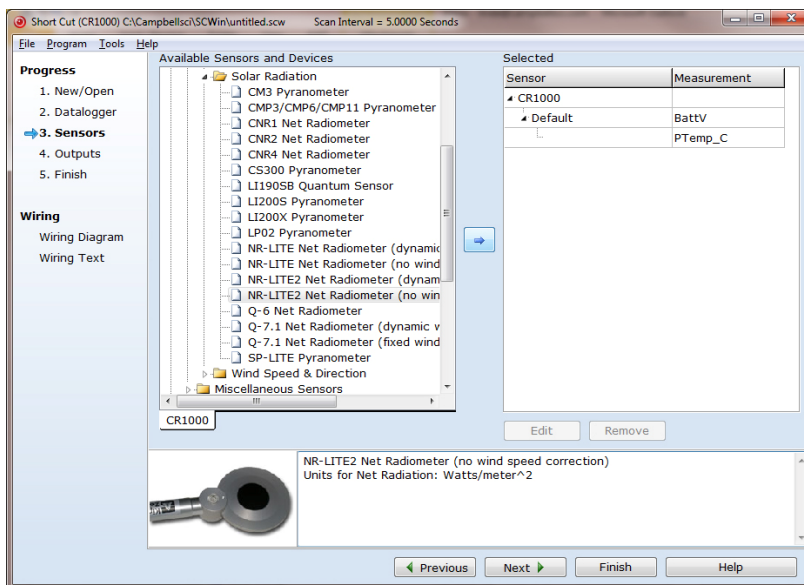 Short Cut (CR1000) C:\Campbellsci\SCWin\untitled.scw Scan Interval = 5.0000 Seconds
File Program Tools Help
Progress
1. New/Open
2. Datalogger
3. Sensors
4. Outputs
5. Finish
Wiring
Wiring Diagram
Wiring Text
Available Sensors and Devices
Solar Radiation
CM3 Pyranometer
CMP3/CMP6/CMP11 Pyranometer
CNR1 Net Radiometer
CNR2 Net Radiometer
CNR4 Net Radiometer
CS300 Pyranometer
LI190SB Quantum Sensor
LI200S Pyranometer
LI200X Pyranometer
LP02 Pyranometer
NR-LITE Net Radiometer (dynamic
NR-LITE Net Radiometer (no wind
NR-LITE2 Net Radiometer (dynam
NR-LITE2 Net Radiometer (no win
Q-6 Net Radiometer
Q-7.1 Net Radiometer (dynamic v
Q-7.1 Net Radiometer (fixed wind
SP-LITE Pyranometer
Wind Speed & Direction
Miscellaneous Sensors
CR1000
Selected
Sensor Measurement
CR1000
Default BattV
PTemp_C
Edit Remove
NR-LITE2 Net Radiometer (no wind speed correction)
Units for Net Radiation: Watts/meter^2
Previous Next Finish Help